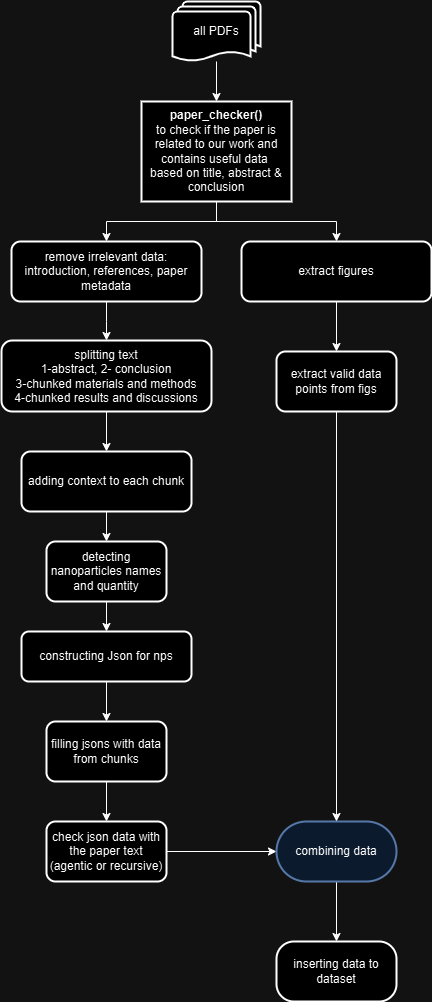 all PDFs
paper_checker()
to check if the paper is
related to our work and
contains useful data
based on title, abstract &
conclusion
remove irrelevant data:
introduction, references, paper
metadata
extract figures
splitting text
1-abstract, 2- conclusion
3-chunked materials and methods
4-chunked results and discussions
extract valid data
points from figs
adding context to each chunk
detecting
nanoparticles names
and quantity
constructing Json for nps
filling jsons with data
from chunks
check json data with
the paper text
(agentic or recursive)
combining data
inserting data to
dataset